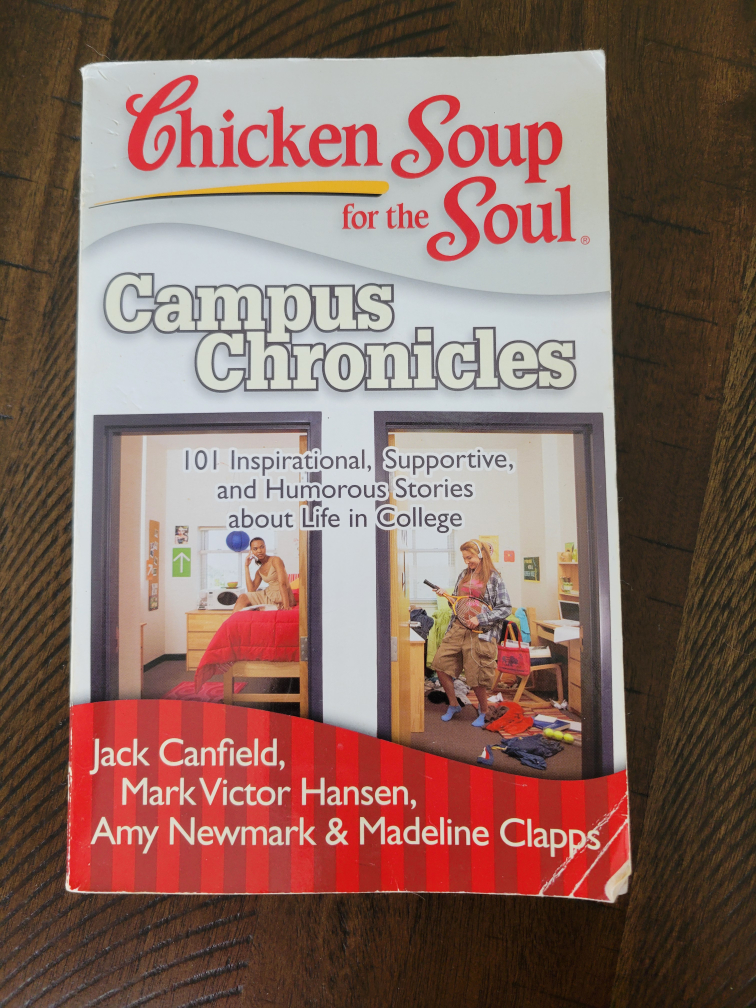 Chicken Soup
for the Soul®
Campus
Chronicles
101 Inspirational, Supportive,
and Humorous Stories
about Life in College
Jack Canfield,
Mark Victor Hansen,
Amy Newmark & Madeline Clapps